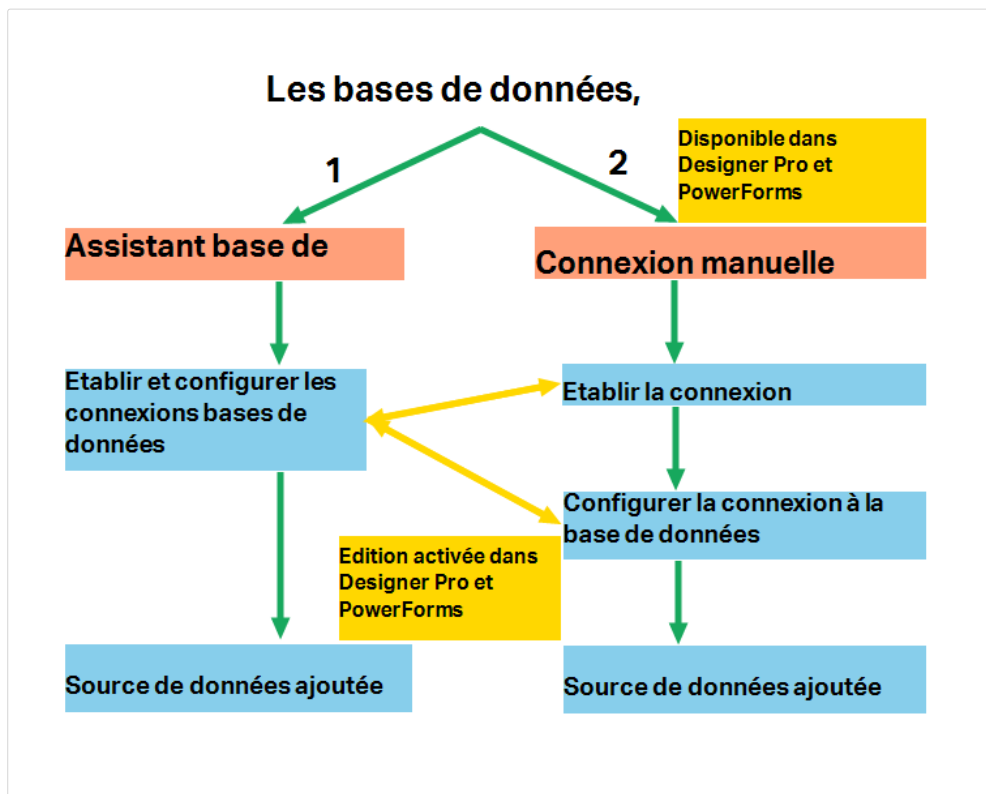 Les bases de données,
1
2
Disponible dans
Designer Pro et
PowerForms
Assistant base de
Connexion manuelle
Etablir et configurer les
connexions bases de
données
Etablir la connexion
Configurer la connexion à la
base de données
Edition activée dans
Designer Pro et
PowerForms
Source de données ajoutée
Source de données ajoutée